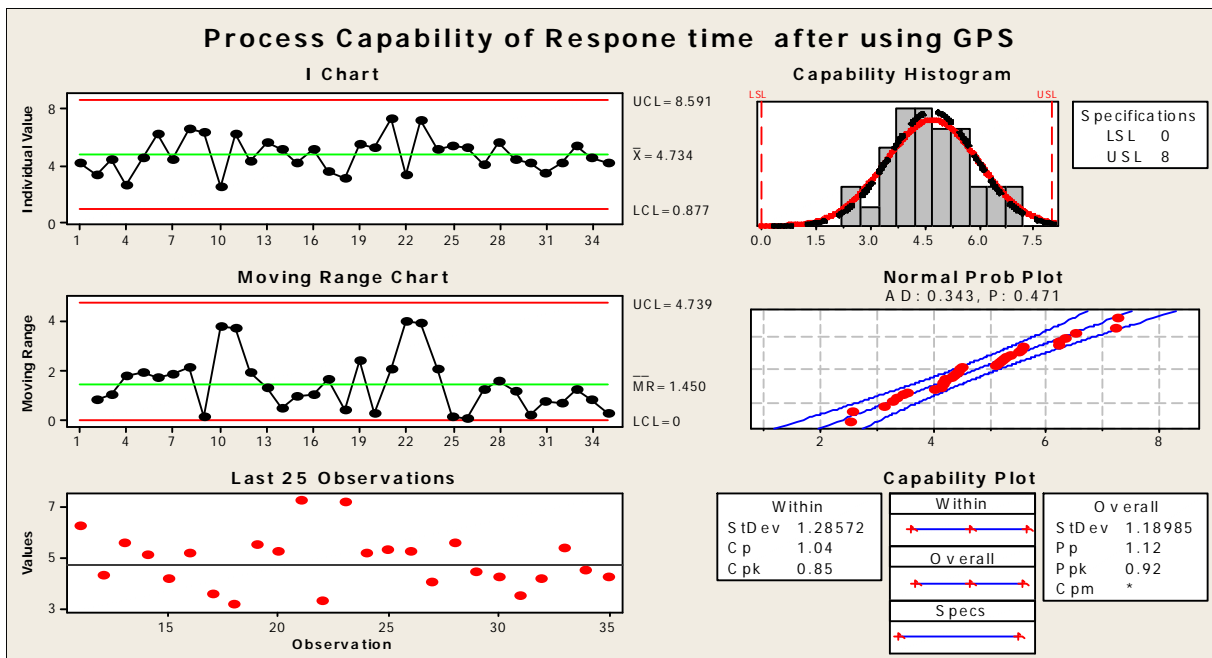 Process Capability of Respone time after using GPS
I Chart
Individual Value
8
4
0
1 4 7 10 13 16 19 22 25 28 31 34
UCL=8.591
X=4.734
LCL=0.877
Moving Range Chart
Moving Range
4
2
0
1 4 7 10 13 16 19 22 25 28 31 34
UCL=4.739
MR=1.450
LCL=0
Last 25 Observations
Values
7
5
3
15 25 30 35
Observation
Capability Histogram
LSL USL
0.0 1.5 3.0 4.5 6.0 7.5
Specifications
LSL 0
USL 8
Normal Prob Plot
AD: 0.343, P: 0.471
2 4 6 8
Capability Plot
Within
StDev 1.28572
Cp 1.04
Cpk 0.85
Within
Overall
Specs
Overall
StDev 1.18985
Pp 1.12
Ppk 0.92
Cpm *